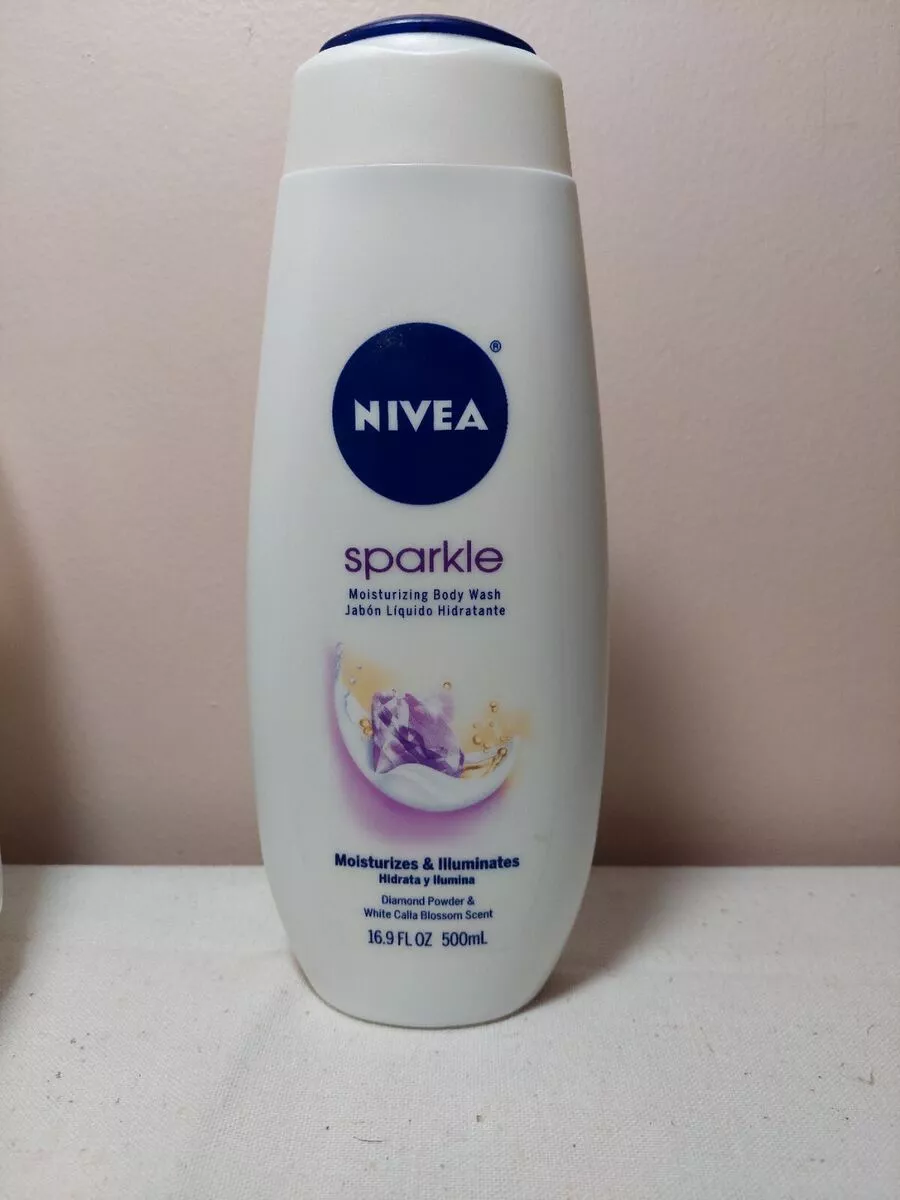 NIVEA
®
sparkle
Moisturizing Body Wash
Jabón Líquido Hidratante
Moisturizes & Illuminates
Hidrata y Ilumina
Diamond Powder &
White Calla Blossom Scent
16.9 FL OZ 500mL